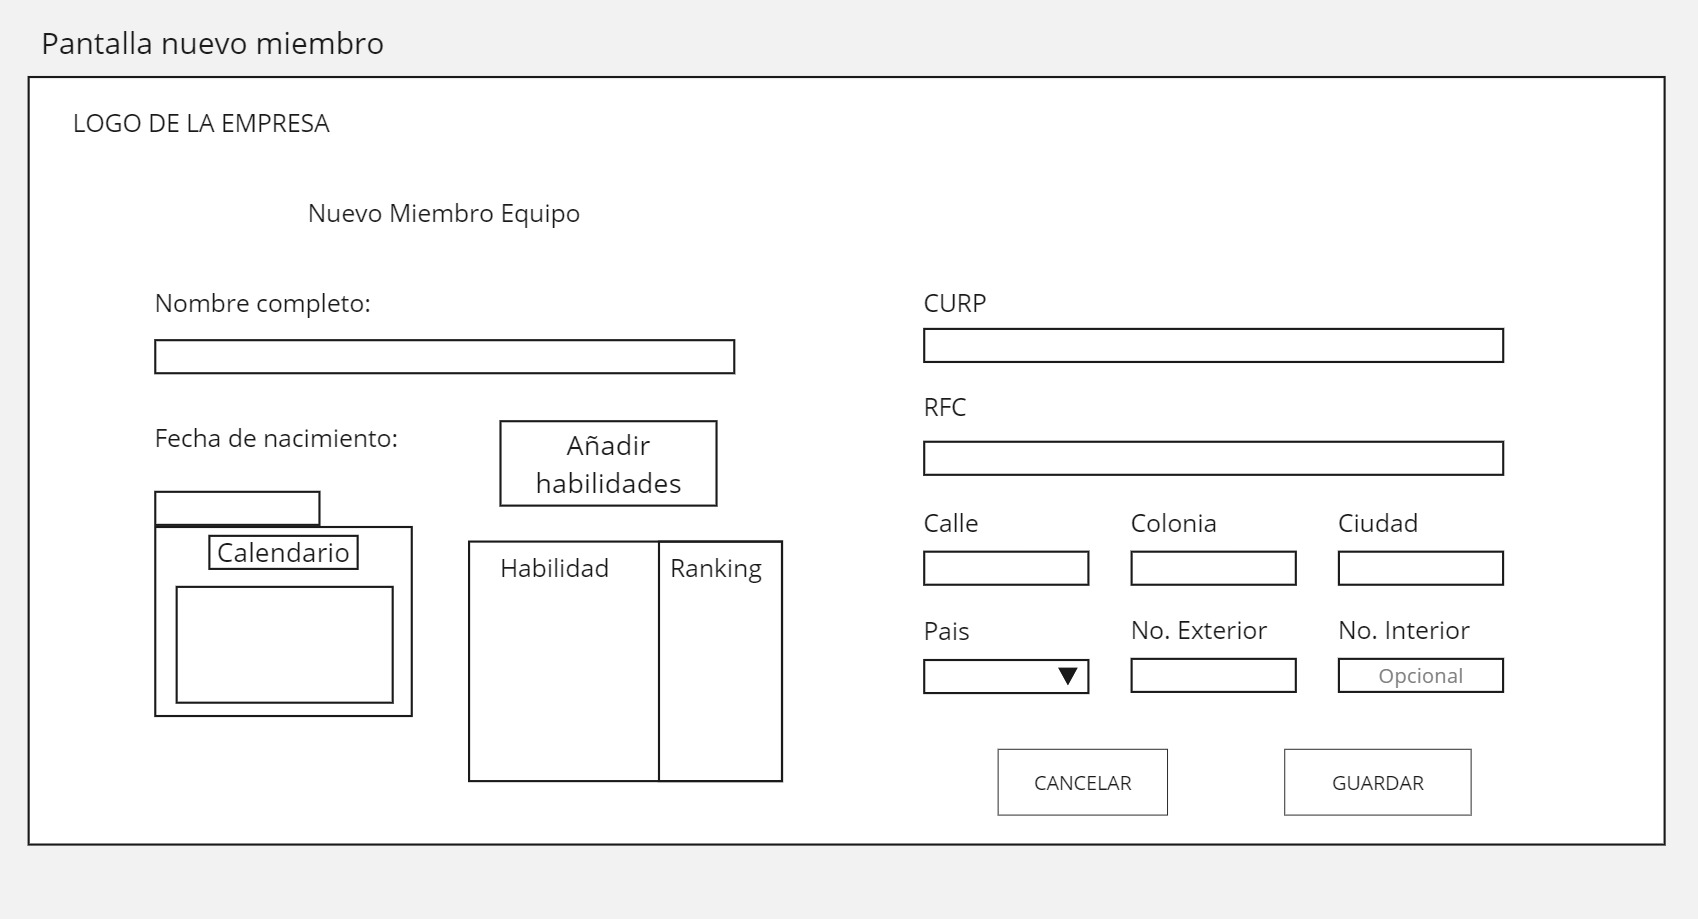 Pantalla nuevo miembro
LOGO DE LA EMPRESA
Nuevo Miembro Equipo
Nombre completo:
Fecha de nacimiento:
Calendario
Añadir
habilidades
Habilidad
Ranking
CURP
RFC
Calle
Colonia
Ciudad
Pais
No. Exterior
No. Interior
Opcional
CANCELAR
GUARDAR